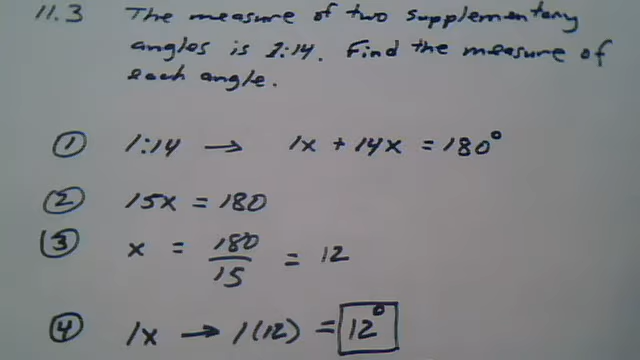 11.3 The measure of two supplementary
angles is 1:14. Find the measure of
each angle.
① 1:14 → 1x + 14x = 180°
② 15x = 180
③ x = 180/15 = 12
④ 1x → 1(12) = 12°